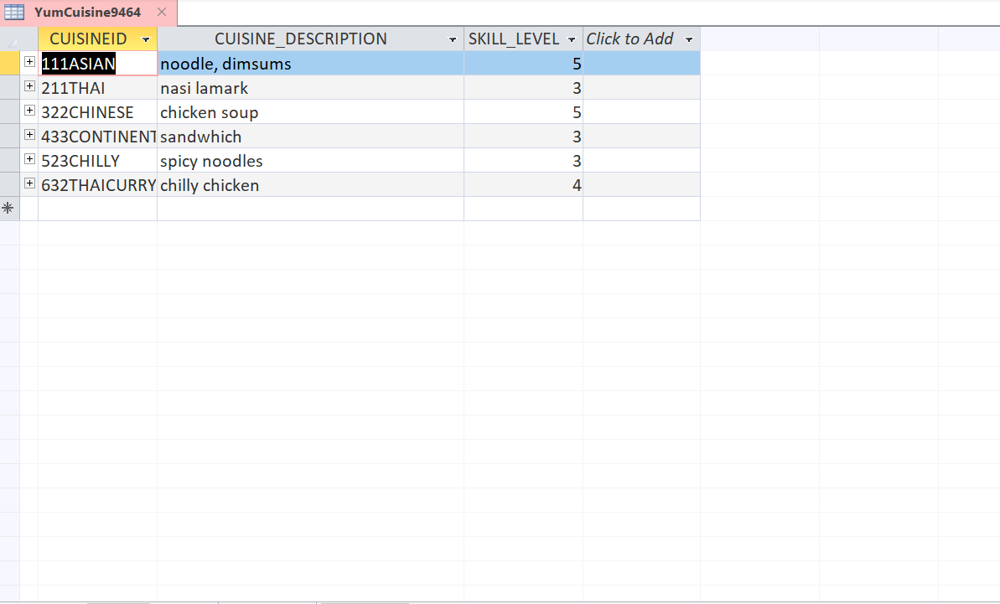 YumCuisine9464
CUISINEID CUISINE_DESCRIPTION SKILL_LEVEL Click to Add
111ASIAN noodle, dimsums 5
211THAI nasi lamark 3
322CHINESE chicken soup 5
433CONTINENT sandwhich 3
523CHILLY spicy noodles 3
632THAICURRY chilly chicken 4